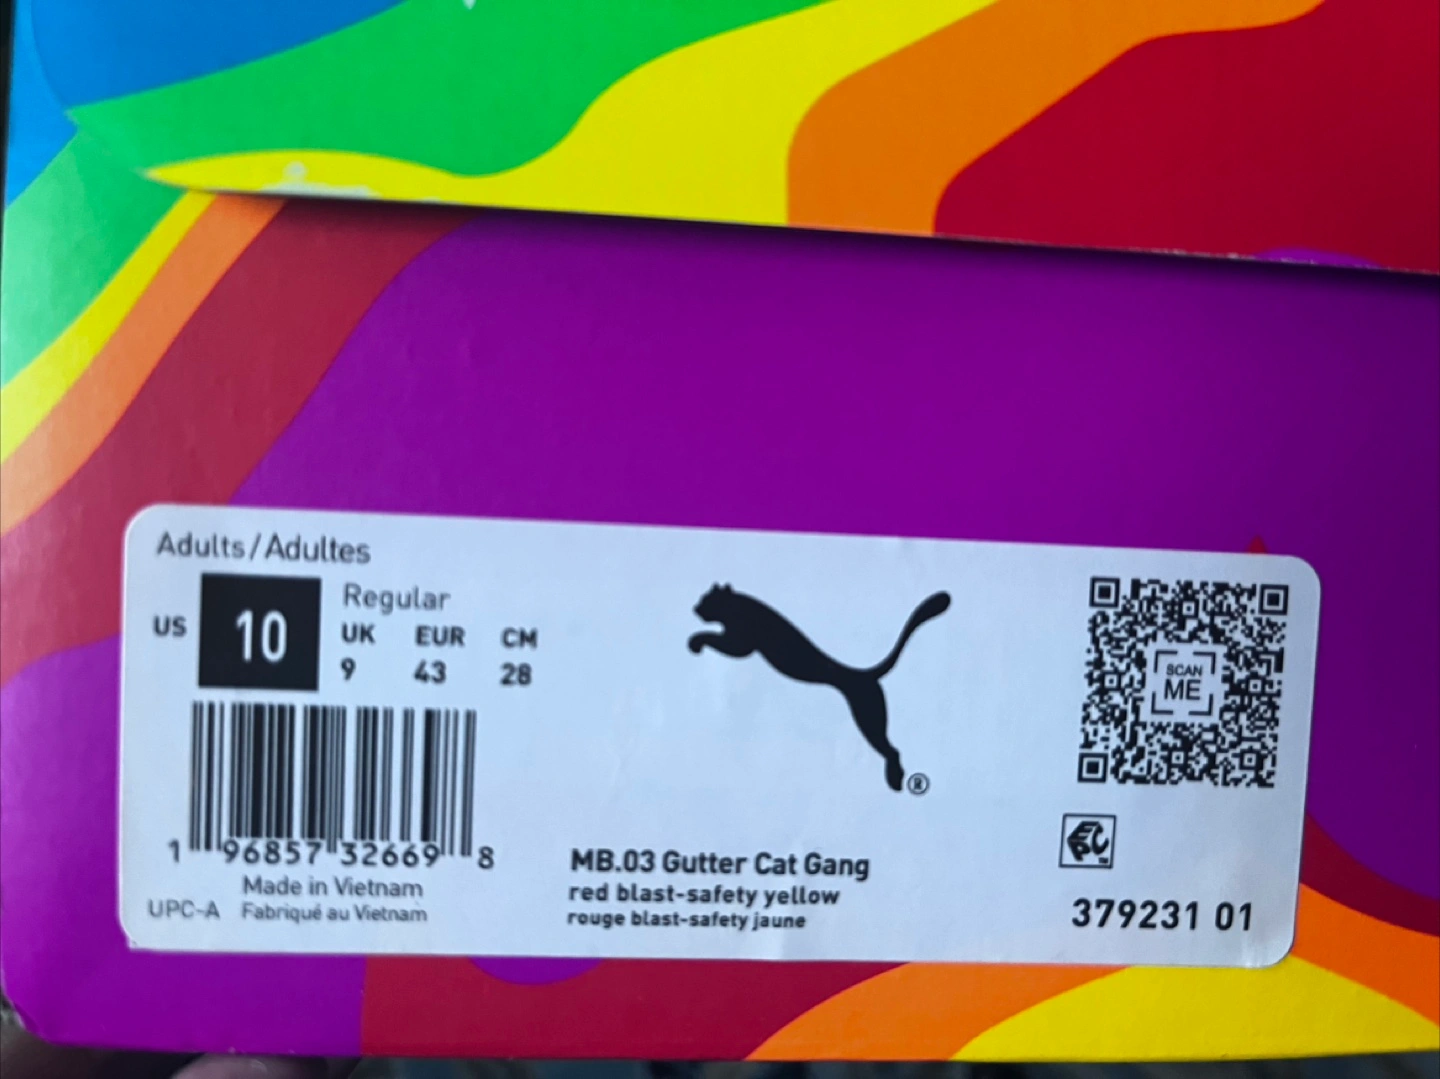 Adults/Adultes
US 10
Regular
UK EUR CM
9 43 28
1 96857 32669 8
Made in Vietnam
UPC-A Fabriqué au Vietnam
®
MB.03 Gutter Cat Gang
red blast-safety yellow
rouge blast-safety jaune
SCAN
ME
379231 01